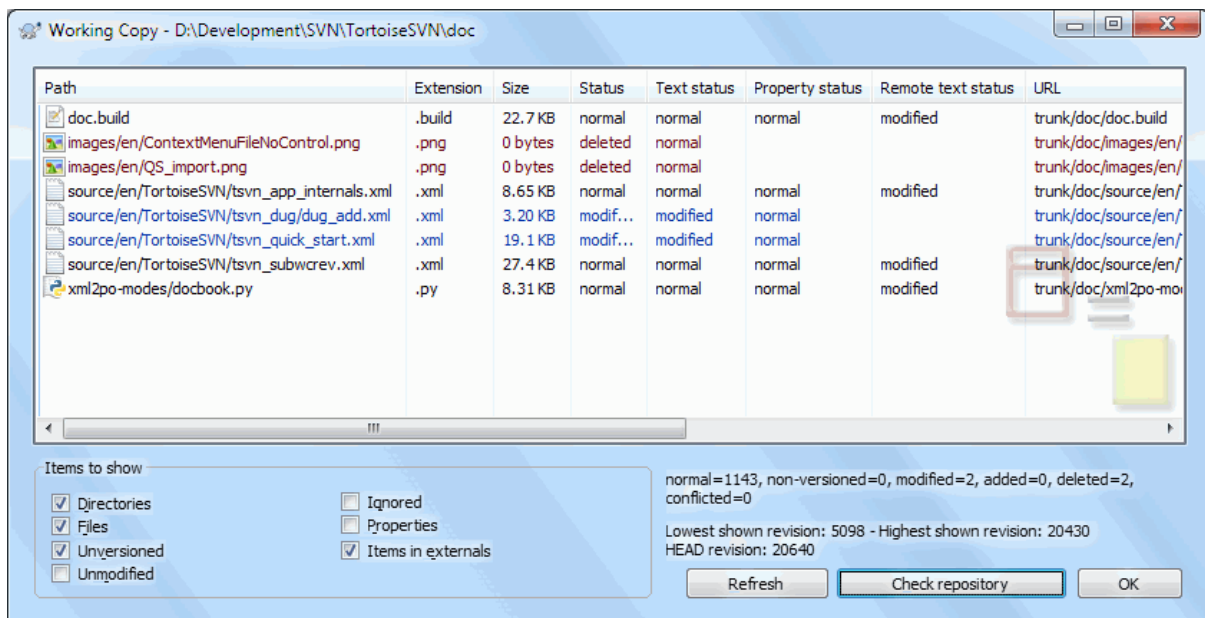 Working Copy - D:\Development\SVN\TortoiseSVN\doc
Path Extension Size Status Text status Property status Remote text status URL
doc.build .build 22.7 KB normal normal normal modified trunk/doc/doc.build
images/en/ContextMenuFileNoControl.png .png 0 bytes deleted normal trunk/doc/images/en/
images/en/QS_import.png .png 0 bytes deleted normal trunk/doc/images/en/
source/en/TortoiseSVN/tsvn_app_internals.xml .xml 8.65 KB normal normal normal modified trunk/doc/source/en/
source/en/TortoiseSVN/tsvn_dug/dug_add.xml .xml 3.20 KB modif... modified normal trunk/doc/source/en/
source/en/TortoiseSVN/tsvn_quick_start.xml .xml 19.1 KB modif... modified normal trunk/doc/source/en/
source/en/TortoiseSVN/tsvn_subwcrev.xml .xml 27.4 KB normal normal normal modified trunk/doc/source/en/
xml2po-modes/docbook.py .py 8.31 KB normal normal normal modified trunk/doc/xml2po-mo
Items to show
Directories Ignored
Files Properties
Unversioned Items in externals
Unmodified
normal=1143, non-versioned=0, modified=2, added=0, deleted=2,
conflicted=0
Lowest shown revision: 5098 - Highest shown revision: 20430
HEAD revision: 20640
Refresh Check repository OK